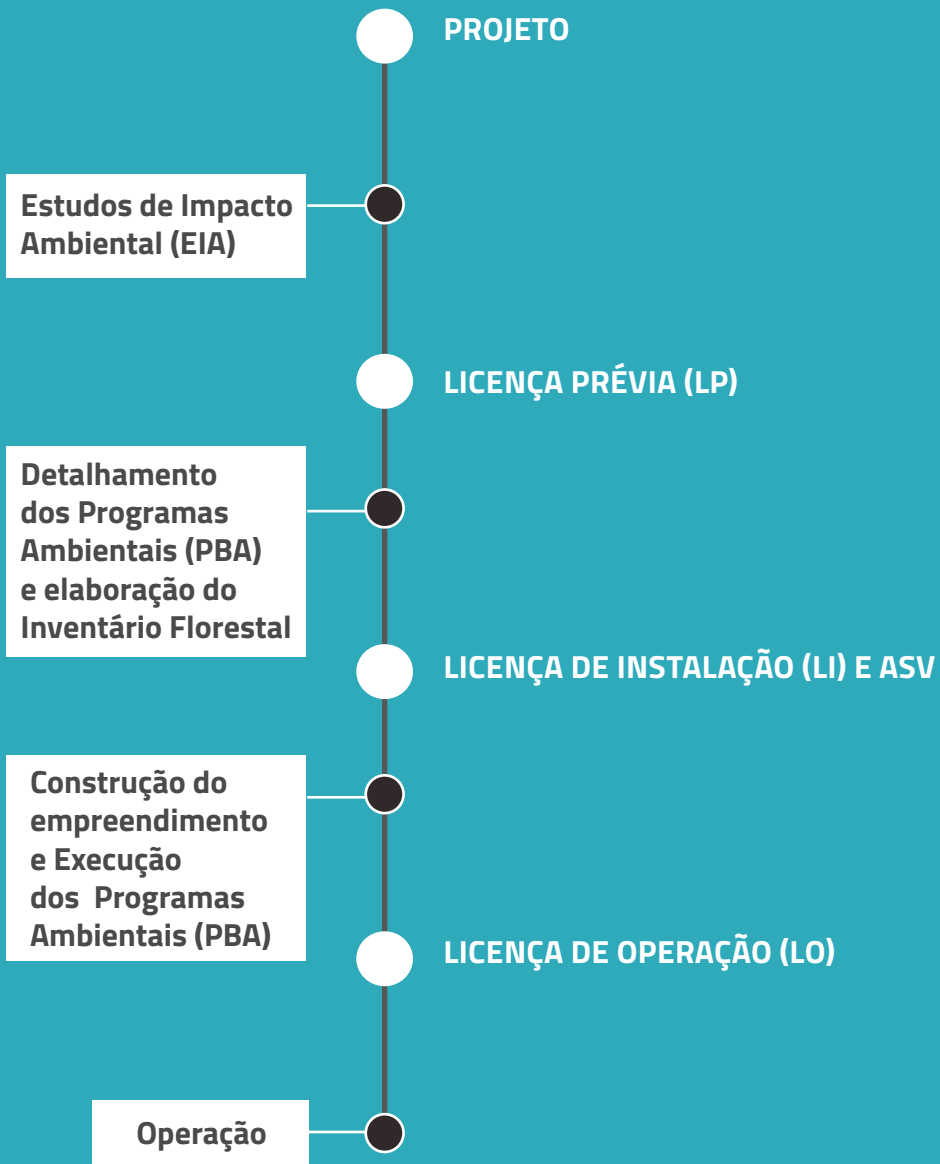 PROJETO
Estudos de Impacto
Ambiental (EIA)
LICENÇA PRÉVIA (LP)
Detalhamento
dos Programas
Ambientais (PBA)
e elaboração do
Inventário Florestal
LICENÇA DE INSTALAÇÃO (LI) E ASV
Construção do
empreendimento
e Execução
dos Programas
Ambientais (PBA)
LICENÇA DE OPERAÇÃO (LO)
Operação